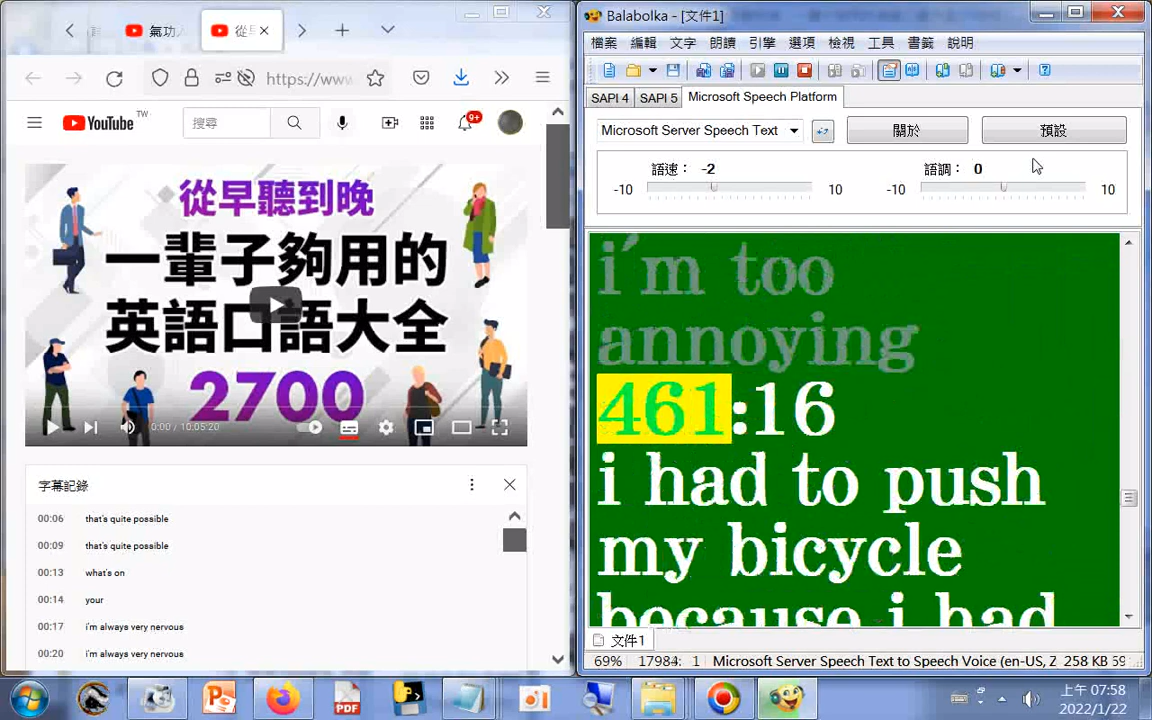 氣功
從
https://www
YouTube TW
搜尋
9+
從早聽到晚
一輩子夠用的
英語口語大全
2700
0:00 / 10:05:20
字幕記錄
00:06 that's quite possible
00:09 that's quite possible
00:13 what's on
00:14 your
00:17 i'm always very nervous
00:20 i'm always very nervous
Balabolka - [文件1]
檔案 編輯 文字 朗讀 引擎 選項 檢視 工具 書籤 說明
SAPI 4 SAPI 5 Microsoft Speech Platform
Microsoft Server Speech Text 關於 預設
語速： -2 語調： 0
-10 10 -10 10
i'm too
annoying
461:16
i had to push
my bicycle
because i had
文件1
69% 17984: 1 Microsoft Server Speech Text to Speech Voice (en-US, Z 258 KB 59
PDF
上午 07:58
2022/1/22